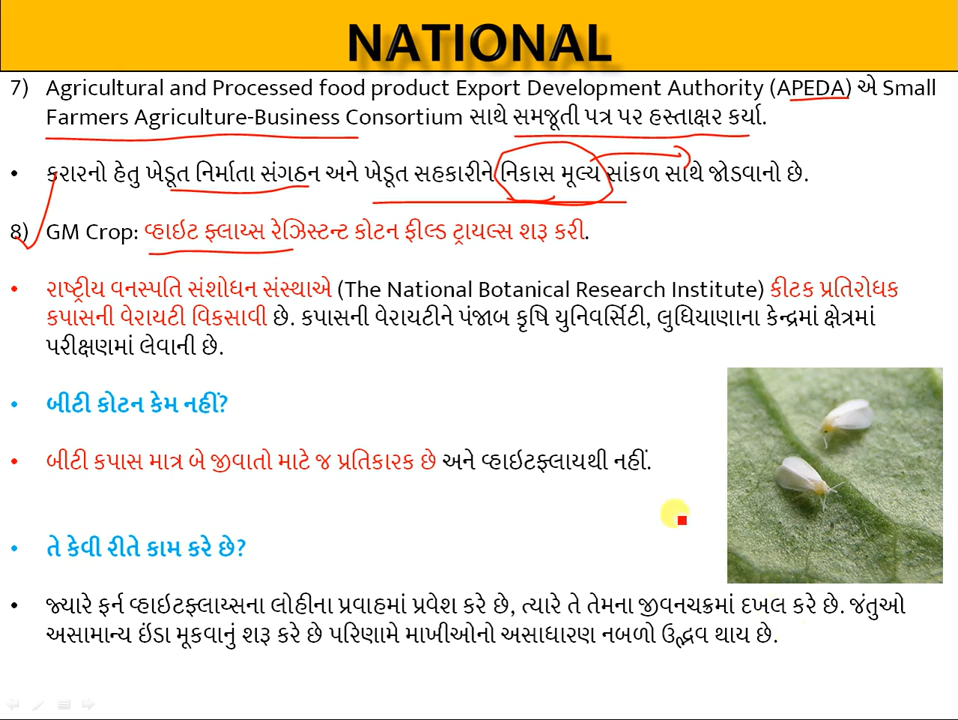 NATIONAL
7) Agricultural and Processed food product Export Development Authority (APEDA) એ Small
Farmers Agriculture-Business Consortium સાથે સમજૂતી પત્ર પર હસ્તાક્ષર કર્યા.
• કરારનો હેતુ ખેડૂત નિર્માતા સંગઠન અને ખેડૂત સહકારીને નિકાસ મૂલ્ય સાંકળ સાથે જોડવાનો છે.
8) GM Crop: વ્હાઇટ ફ્લાય્સ રેઝિસ્ટન્ટ કોટન ફીલ્ડ ટ્રાયલ્સ શરૂ કરી.
• રાષ્ટ્રીય વનસ્પતિ સંશોધન સંસ્થાએ (The National Botanical Research Institute) કીટક પ્રતિરોધક
કપાસની વેરાયટી વિકસાવી છે. કપાસની વેરાયટીને પંજાબ કૃષિ યુનિવર્સિટી, લુધિયાણાના કેન્દ્રમાં ક્ષેત્રમાં
પરીક્ષણમાં લેવાની છે.
• બીટી કોટન કેમ નહીં?
• બીટી કપાસ માત્ર બે જીવાતો માટે જ પ્રતિકારક છે અને વ્હાઇટફ્લાયથી નહીં.
• તે કેવી રીતે કામ કરે છે?
• જ્યારે ફર્ન વ્હાઇટફ્લાય્સના લોહીના પ્રવાહમાં પ્રવેશ કરે છે, ત્યારે તે તેમના જીવનચક્રમાં દખલ કરે છે. જંતુઓ
અસામાન્ય ઇંડા મૂકવાનું શરૂ કરે છે પરિણામે માખીઓનો અસાધારણ નબળો ઉદ્ભવ થાય છે.